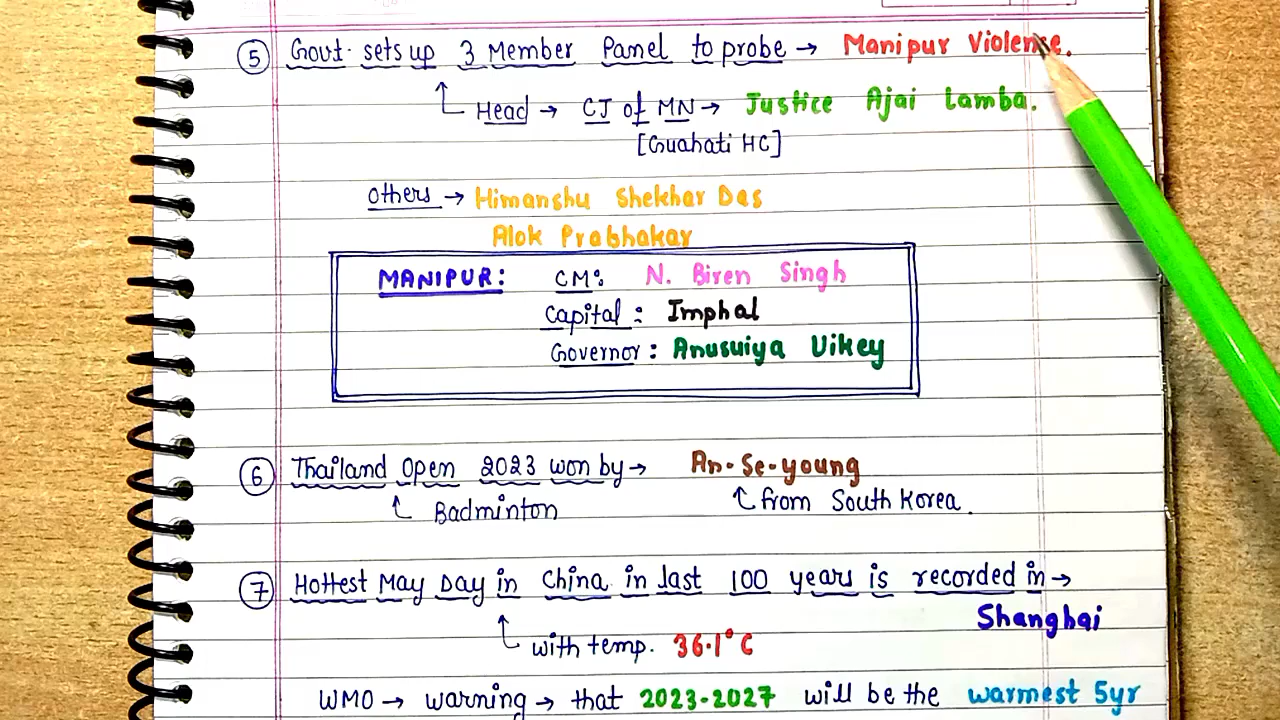 5 Govt. sets up 3 Member Panel to probe → Manipur Violense.
Head → CJ of MN → Justice Ajai Lamba.
[Guahati HC]
others → Himanshu Shekhar Das
Alok Prabhakar
MANIPUR: CM: N. Biren Singh
Capital: Imphal
Governor: Anusuiya Uikey
6 Thailand Open 2023 won by → An-Se-young
Badminton from South Korea.
7 Hottest May Day in China in last 100 years is recorded in →
Shanghai
with temp. 36.1°C
WMO → warning → that 2023-2027 will be the warmest 5yr